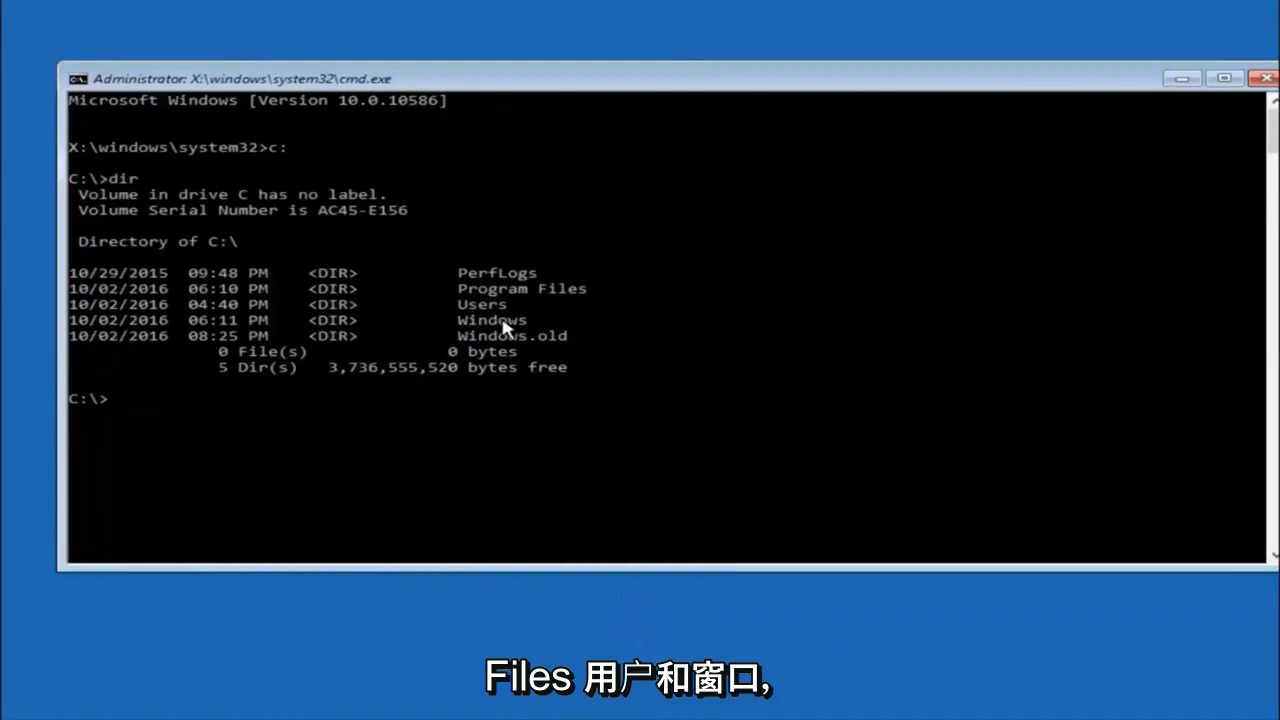 Administrator: X:\windows\system32\cmd.exe
Microsoft Windows [Version 10.0.10586]
X:\windows\system32>c:
C:\>dir
Volume in drive C has no label.
Volume Serial Number is AC45-E156
Directory of C:\
10/29/2015 09:48 PM <DIR> PerfLogs
10/02/2016 06:10 PM <DIR> Program Files
10/02/2016 04:40 PM <DIR> Users
10/02/2016 06:11 PM <DIR> Windows
10/02/2016 08:25 PM <DIR> Windows.old
0 File(s) 0 bytes
5 Dir(s) 3,736,555,520 bytes free
C:\>
Files 用户和窗口,